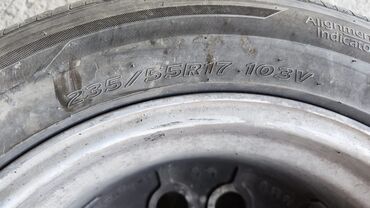 Alignment
indicator
235/55R17 103V